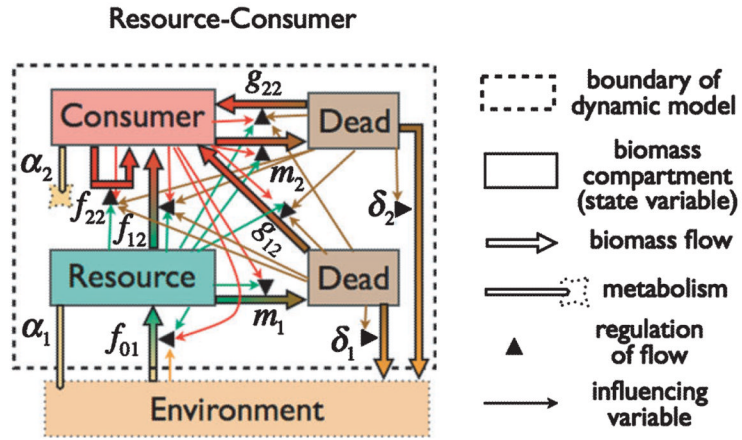 Resource-Consumer
g22
Consumer
Dead
α2
m2
f22
f12
g12
δ2
Resource
Dead
α1
f01
m1
δ1
Environment
boundary of
dynamic model
biomass
compartment
(state variable)
biomass flow
metabolism
regulation
of flow
influencing
variable